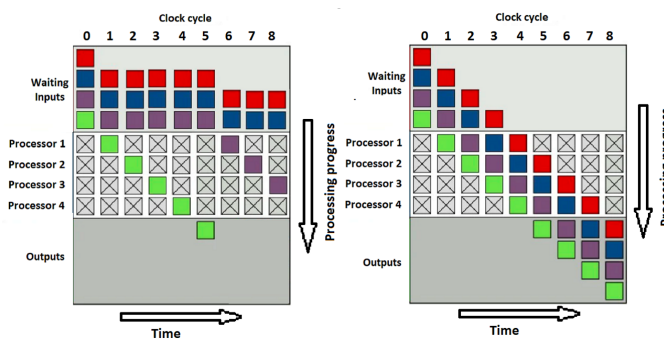 Clock cycle
0 1 2 3 4 5 6 7 8
Waiting
Inputs
Processor 1
Processor 2
Processor 3
Processor 4
Outputs
Processing progress
Time
Clock cycle
0 1 2 3 4 5 6 7 8
Waiting
Inputs
Processor 1
Processor 2
Processor 3
Processor 4
Outputs
Processing progress
Time